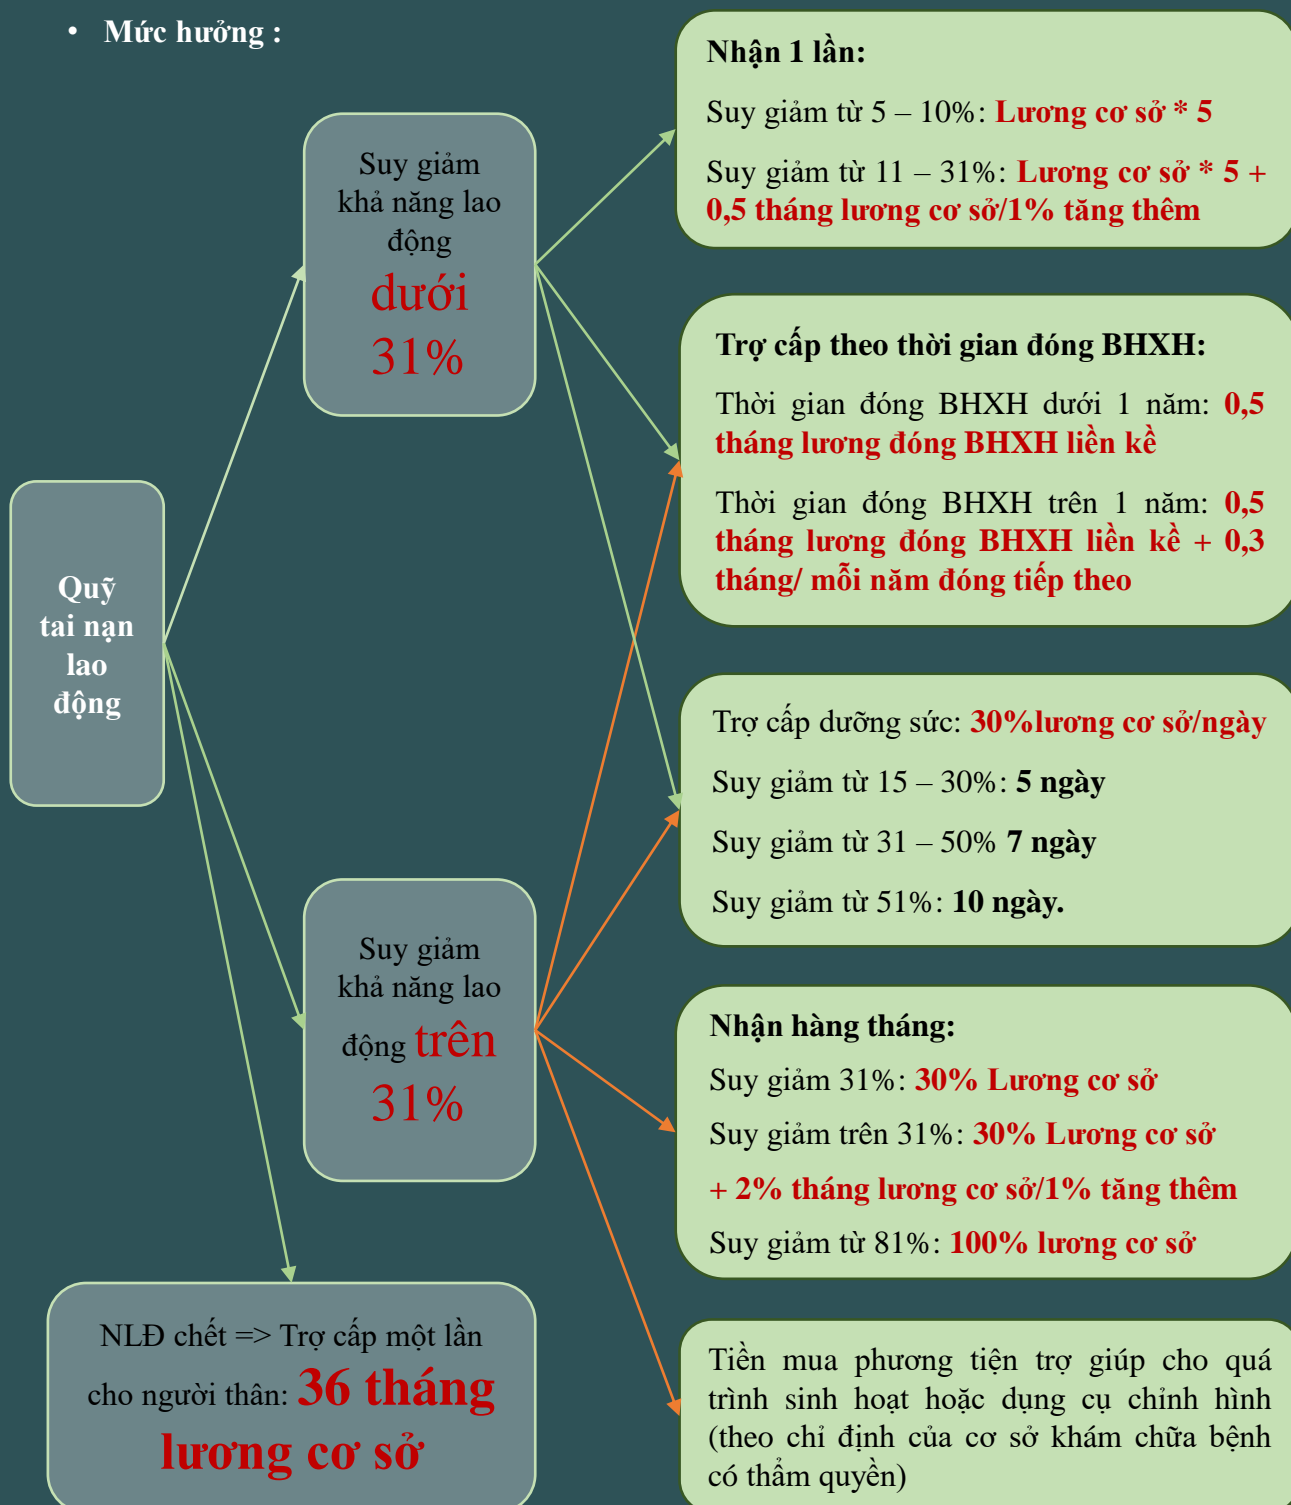 • Mức hưởng :
Quỹ
tai nạn
lao
động
Suy giảm
khả năng lao
động
dưới
31%
Suy giảm
khả năng lao
động trên
31%
NLĐ chết => Trợ cấp một lần
cho người thân: 36 tháng
lương cơ sở
Nhận 1 lần:
Suy giảm từ 5 – 10%: Lương cơ sở * 5
Suy giảm từ 11 – 31%: Lương cơ sở * 5 +
0,5 tháng lương cơ sở/1% tăng thêm
Trợ cấp theo thời gian đóng BHXH:
Thời gian đóng BHXH dưới 1 năm: 0,5
tháng lương đóng BHXH liền kề
Thời gian đóng BHXH trên 1 năm: 0,5
tháng lương đóng BHXH liền kề + 0,3
tháng/ mỗi năm đóng tiếp theo
Trợ cấp dưỡng sức: 30%lương cơ sở/ngày
Suy giảm từ 15 – 30%: 5 ngày
Suy giảm từ 31 – 50% 7 ngày
Suy giảm từ 51%: 10 ngày.
Nhận hàng tháng:
Suy giảm 31%: 30% Lương cơ sở
Suy giảm trên 31%: 30% Lương cơ sở
+ 2% tháng lương cơ sở/1% tăng thêm
Suy giảm từ 81%: 100% lương cơ sở
Tiền mua phương tiện trợ giúp cho quá
trình sinh hoạt hoặc dụng cụ chỉnh hình
(theo chỉ định của cơ sở khám chữa bệnh
có thẩm quyền)